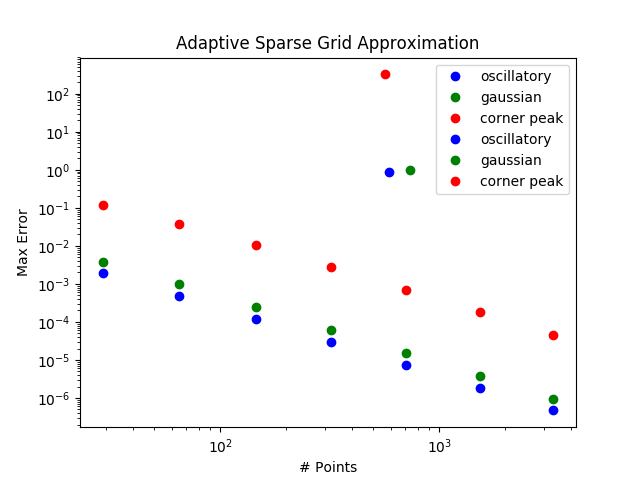 Adaptive Sparse Grid Approximation
Max Error
10²
10¹
10⁰
10⁻¹
10⁻²
10⁻³
10⁻⁴
10⁻⁵
10⁻⁶
oscillatory
gaussian
corner peak
oscillatory
gaussian
corner peak
10²
10³
# Points